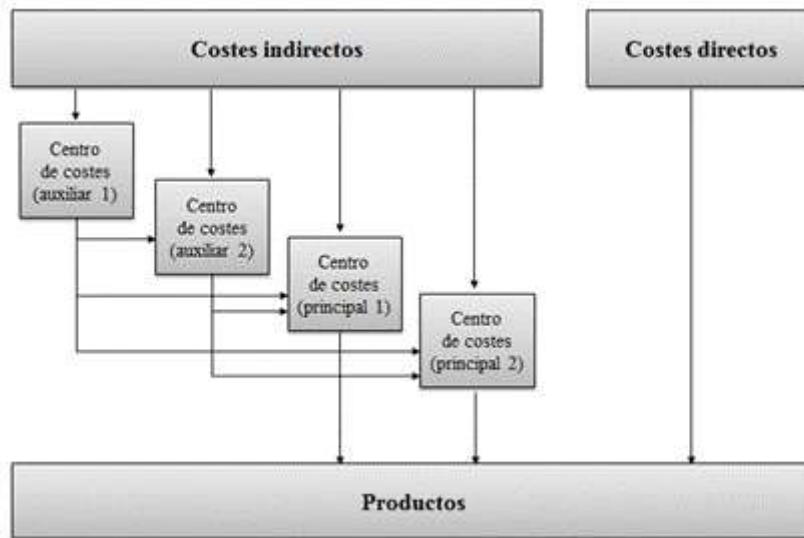 Costes indirectos
Costes directos
Centro
de costes
(auxiliar 1)
Centro
de costes
(auxiliar 2)
Centro
de costes
(principal 1)
Centro
de costes
(principal 2)
Productos